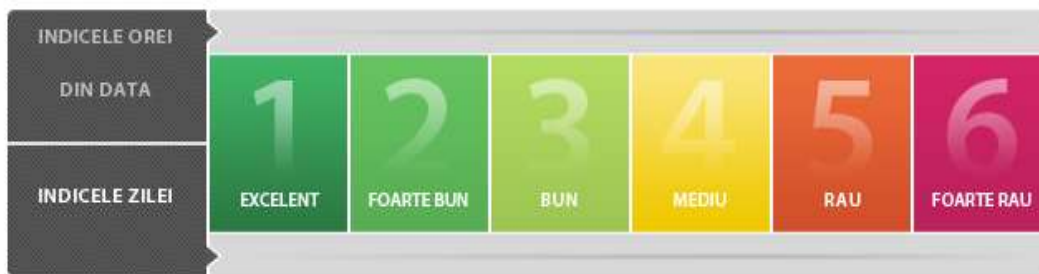 INDICELE OREI
DIN DATA
INDICELE ZILEI
1
EXCELENT
2
FOARTE BUN
3
BUN
4
MEDIU
5
RAU
6
FOARTE RAU